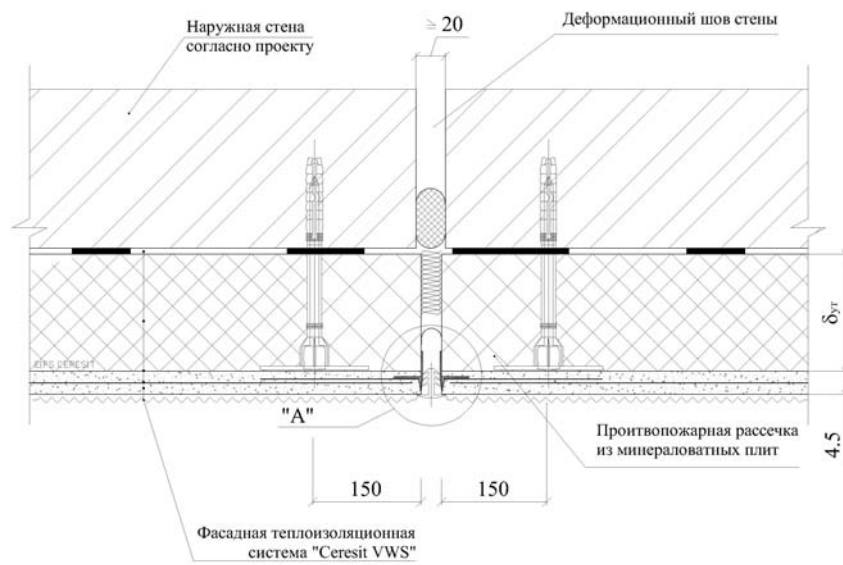 Наружная стена
согласно проекту
≥ 20
Деформационный шов стены
δут
EIFS CERESIT
"А"
4.5
Проитвопожарная рассечка
из минераловатных плит
150
150
Фасадная теплоизоляционная
система "Ceresit VWS"